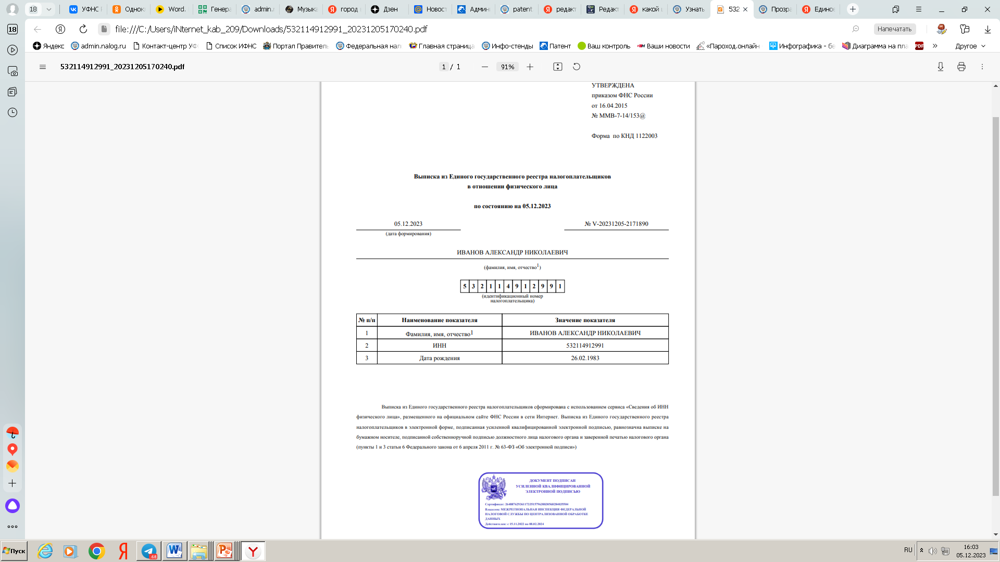 18
УФНС
Однок
Word.
Генера
admin.r
Музыка
город
Дзен
Новост
Админ
patent
редакт
Редакт
какой
Узнать
532
Прозра
Едино
18
file:///C:/Users/iNternet_kab_209/Downloads/532114912991_20231205170240.pdf
Напечатать
Яндекс
admin.nalog.ru
Контакт-центр УФ
Список ИФНС
Портал Правитель
Федеральная нал
Главная страница
Инфо-стенды
Патент
Ваш контроль
Ваши новости
«Пароход.онлайн
Инфографика - бе
Диаграмма на пла
PDF
»
Другое
532114912991_20231205170240.pdf
1 / 1
91%
УТВЕРЖДЕНА
приказом ФНС России
от 16.04.2015
№ ММВ-7-14/153@
Форма по КНД 1122003
Выписка из Единого государственного реестра налогоплательщиков
в отношении физического лица
по состоянию на 05.12.2023
05.12.2023
№ V-20231205-2171890
(дата формирования)
ИВАНОВ АЛЕКСАНДР НИКОЛАЕВИЧ
(фамилия, имя, отчество1)
5 3 2 1 1 4 9 1 2 9 9 1
(идентификационный номер
налогоплательщика)
№ п/п Наименование показателя Значение показателя
1 Фамилия, имя, отчество1 ИВАНОВ АЛЕКСАНДР НИКОЛАЕВИЧ
2 ИНН 532114912991
3 Дата рождения 26.02.1983
Выписка из Единого государственного реестра налогоплательщиков сформирована с использованием сервиса «Сведения об ИНН
физического лица», размещенного на официальном сайте ФНС России в сети Интернет. Выписка из Единого государственного реестра
налогоплательщиков в электронной форме, подписанная усиленной квалифицированной электронной подписью, равнозначна выписке на
бумажном носителе, подписанной собственноручной подписью должностного лица налогового органа и заверенной печатью налогового органа
(пункты 1 и 3 статьи 6 Федерального закона от 6 апреля 2011 г. № 63-ФЗ «Об электронной подписи»)
ДОКУМЕНТ ПОДПИСАН
УСИЛЕННОЙ КВАЛИФИЦИРОВАННОЙ
ЭЛЕКТРОННОЙ ПОДПИСЬЮ
Сертификат:
Владелец: МЕЖРЕГИОНАЛЬНАЯ ИНСПЕКЦИЯ ФЕДЕРАЛЬНОЙ
НАЛОГОВОЙ СЛУЖБЫ ПО ЦЕНТРАЛИЗОВАННОЙ ОБРАБОТКЕ
ДАННЫХ
Действителен: с 15.11.2022 по 08.02.2024
Пуск
RU
16:03
05.12.2023